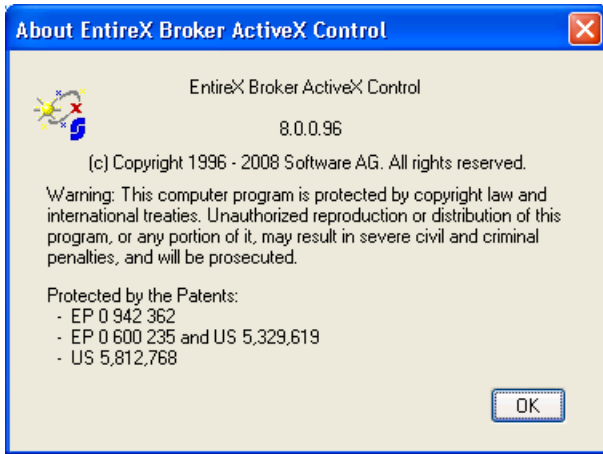 About EntireX Broker ActiveX Control
EntireX Broker ActiveX Control
8.0.0.96
(c) Copyright 1996 - 2008 Software AG. All rights reserved.
Warning: This computer program is protected by copyright law and
international treaties. Unauthorized reproduction or distribution of this
program, or any portion of it, may result in severe civil and criminal
penalties, and will be prosecuted.
Protected by the Patents:
- EP 0 942 362
- EP 0 600 235 and US 5,329,619
- US 5,812,768
OK